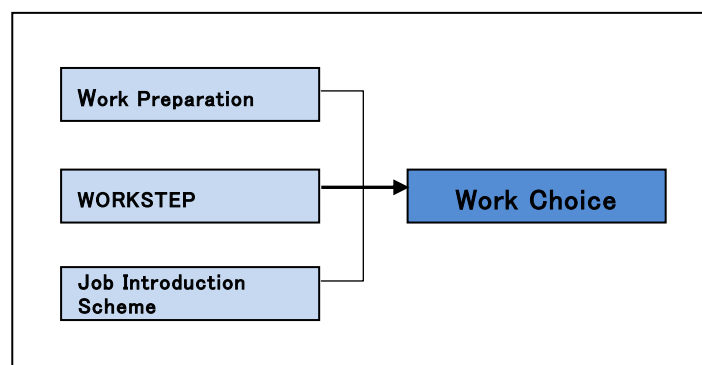 Work Preparation
WORKSTEP
Work Choice
Job Introduction
Scheme